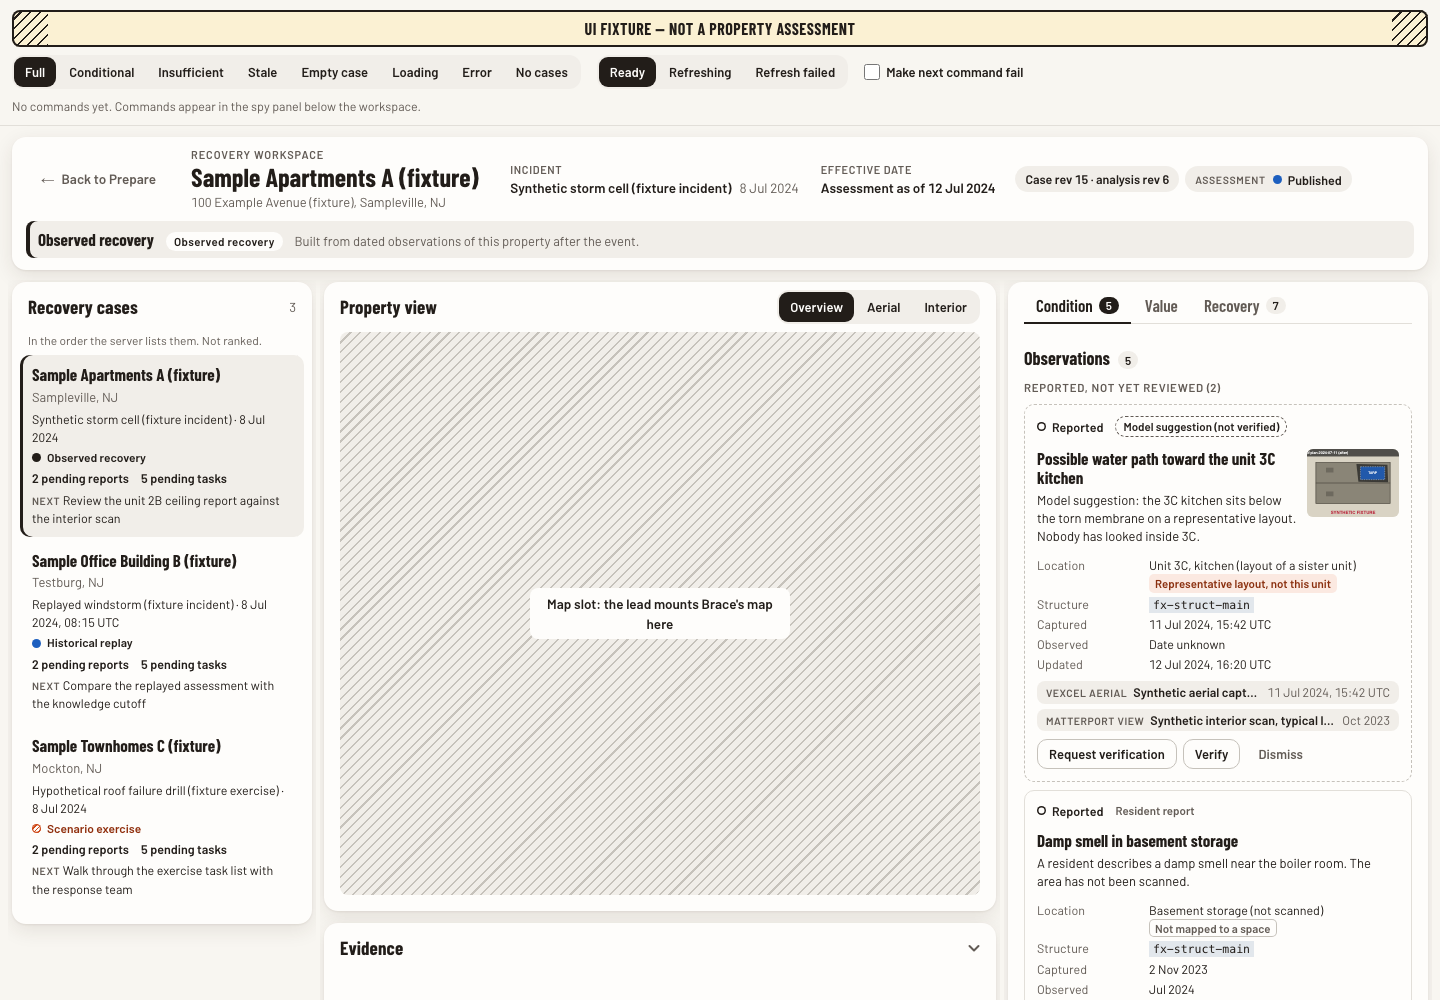 UI FIXTURE — NOT A PROPERTY ASSESSMENT
Full Conditional Insufficient Stale Empty case Loading Error No cases Ready Refreshing Refresh failed Make next command fail
No commands yet. Commands appear in the spy panel below the workspace.
← Back to Prepare
RECOVERY WORKSPACE
Sample Apartments A (fixture)
100 Example Avenue (fixture), Sampleville, NJ
INCIDENT
Synthetic storm cell (fixture incident) 8 Jul 2024
EFFECTIVE DATE
Assessment as of 12 Jul 2024
Case rev 15 · analysis rev 6
ASSESSMENT Published
Observed recovery Observed recovery Built from dated observations of this property after the event.
Recovery cases 3
In the order the server lists them. Not ranked.
Sample Apartments A (fixture)
Sampleville, NJ
Synthetic storm cell (fixture incident) · 8 Jul
2024
Observed recovery
2 pending reports 5 pending tasks
NEXT Review the unit 2B ceiling report against
the interior scan
Sample Office Building B (fixture)
Testburg, NJ
Replayed windstorm (fixture incident) · 8 Jul
2024, 08:15 UTC
Historical replay
2 pending reports 5 pending tasks
NEXT Compare the replayed assessment with
the knowledge cutoff
Sample Townhomes C (fixture)
Mockton, NJ
Hypothetical roof failure drill (fixture exercise) ·
8 Jul 2024
Scenario exercise
2 pending reports 5 pending tasks
NEXT Walk through the exercise task list with
the response team
Property view
Overview Aerial Interior
Map slot: the lead mounts Brace's map
here
Evidence
Condition 5 Value Recovery 7
Observations 5
REPORTED, NOT YET REVIEWED (2)
Reported Model suggestion (not verified)
Possible water path toward the unit 3C
kitchen
Model suggestion: the 3C kitchen sits below
the torn membrane on a representative layout.
Nobody has looked inside 3C.
TARP
SYNTHETIC FIXTURE
Location Unit 3C, kitchen (layout of a sister unit)
Representative layout, not this unit
Structure fx-struct-main
Captured 11 Jul 2024, 15:42 UTC
Observed Date unknown
Updated 12 Jul 2024, 16:20 UTC
VEXCEL AERIAL Synthetic aerial capt… 11 Jul 2024, 15:42 UTC
MATTERPORT VIEW Synthetic interior scan, typical l… Oct 2023
Request verification Verify Dismiss
Reported Resident report
Damp smell in basement storage
A resident describes a damp smell near the boiler room. The
area has not been scanned.
Location Basement storage (not scanned)
Not mapped to a space
Structure fx-struct-main
Captured 2 Nov 2023
Observed Jul 2024